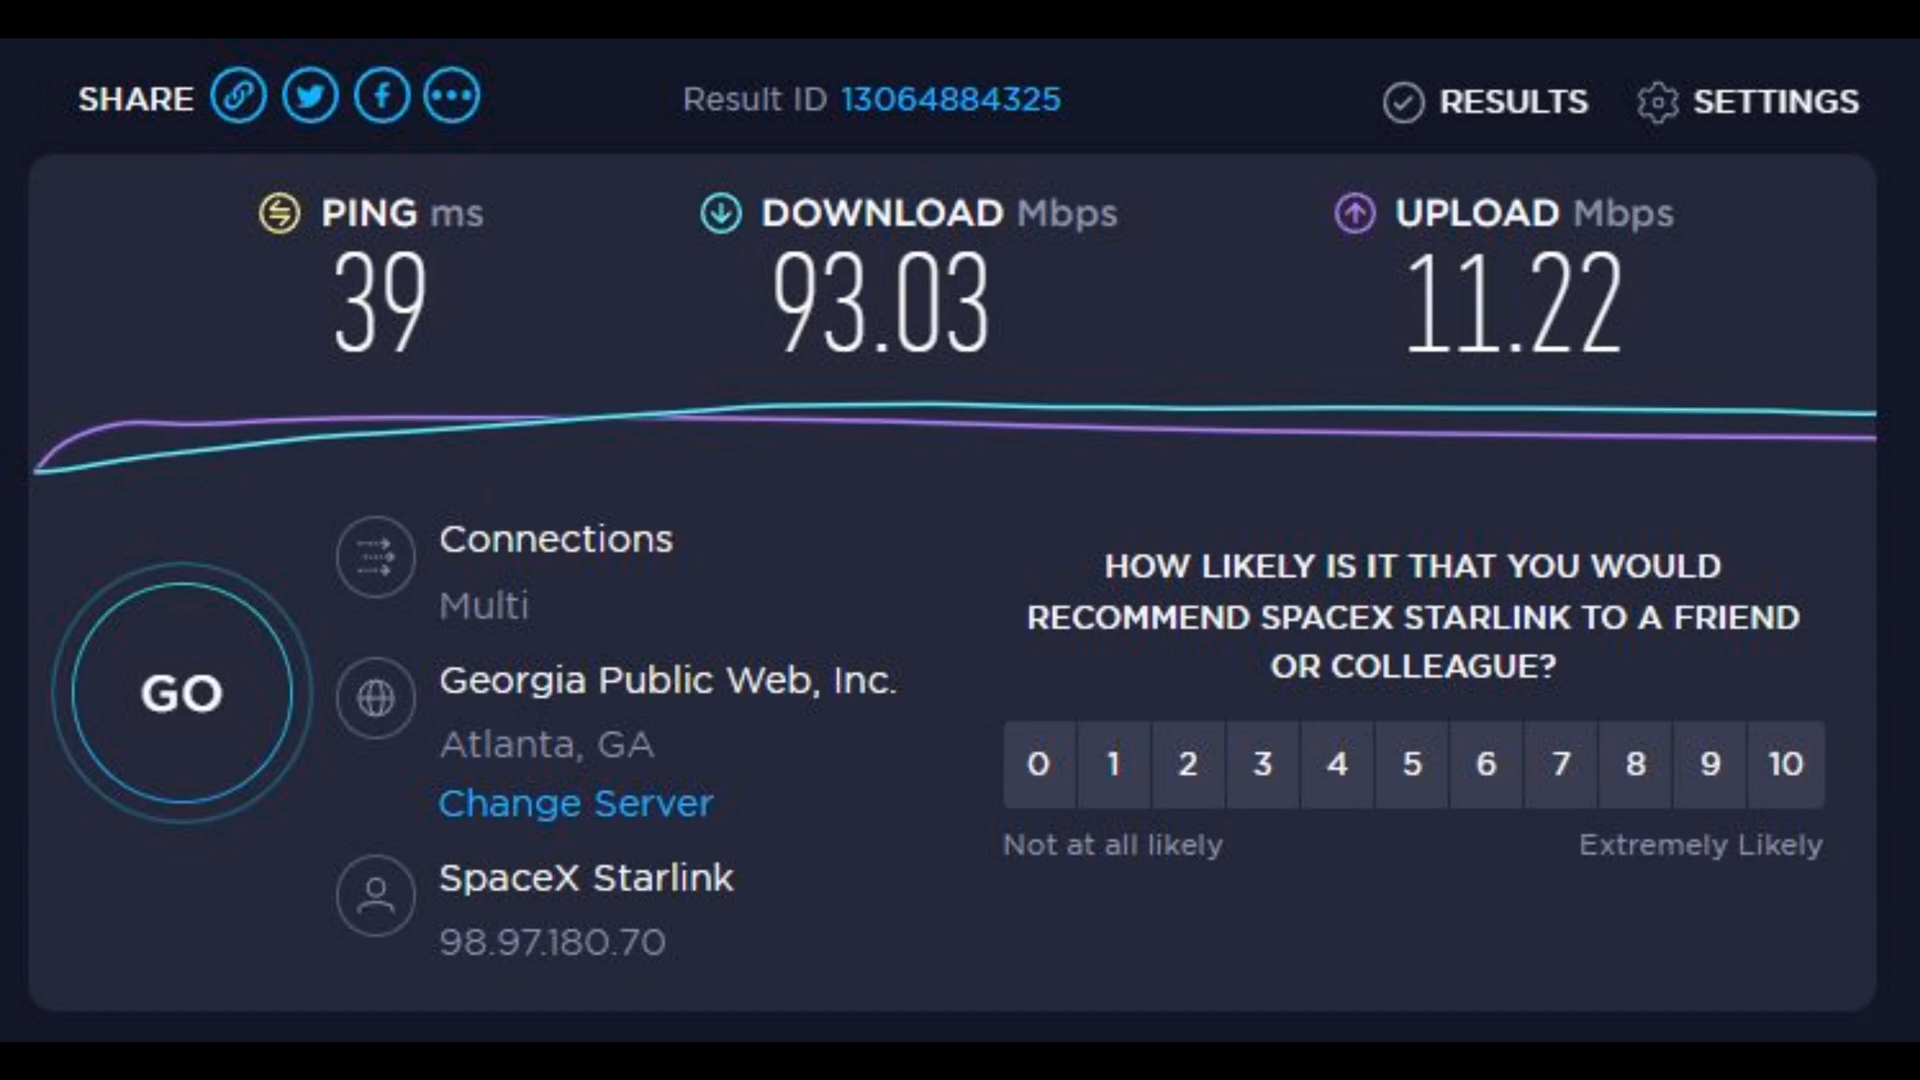 SHARE
Result ID 13064884325
RESULTS
SETTINGS
PING ms
39
DOWNLOAD Mbps
93.03
UPLOAD Mbps
11.22
GO
Connections
Multi
Georgia Public Web, Inc.
Atlanta, GA
Change Server
SpaceX Starlink
98.97.180.70
HOW LIKELY IS IT THAT YOU WOULD
RECOMMEND SPACEX STARLINK TO A FRIEND
OR COLLEAGUE?
0 1 2 3 4 5 6 7 8 9 10
Not at all likely
Extremely Likely